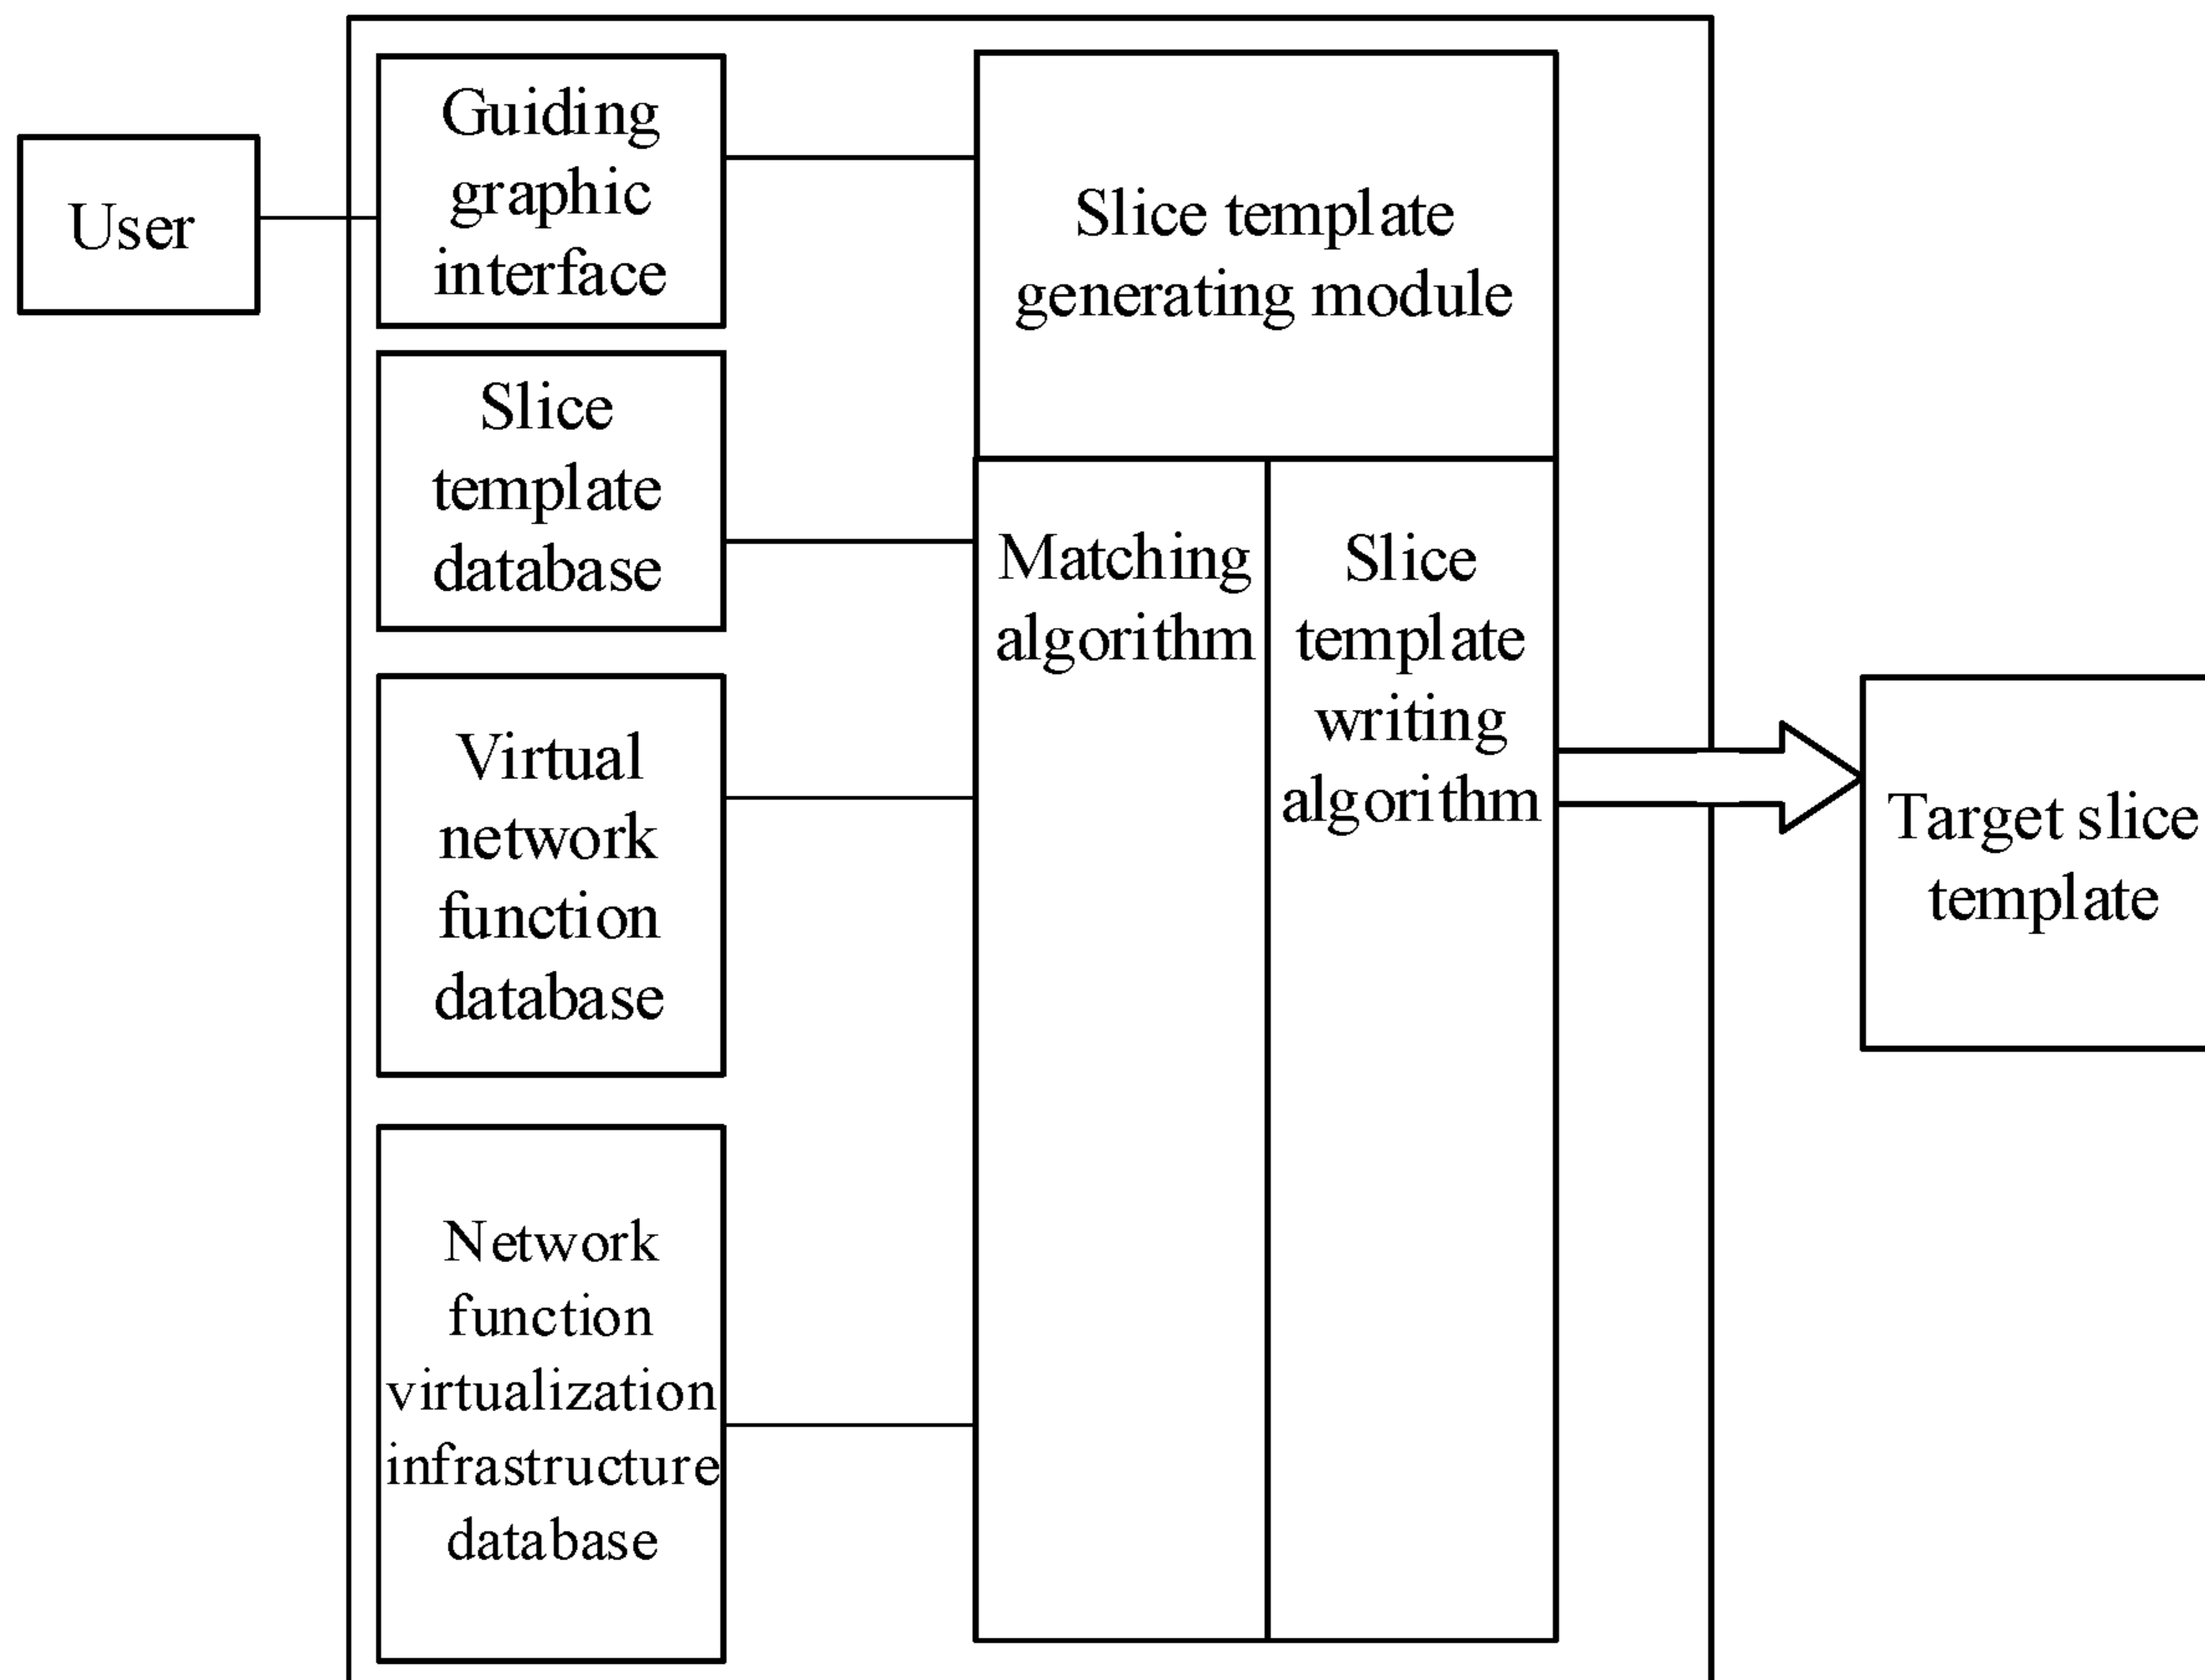 User
Guiding
graphic
interface
Slice
template
database
Virtual
network
function
database
Network
function
virtualization
infrastructure
database
Slice template
generating module
Matching
algorithm
Slice
template
writing
algorithm
Target slice
template